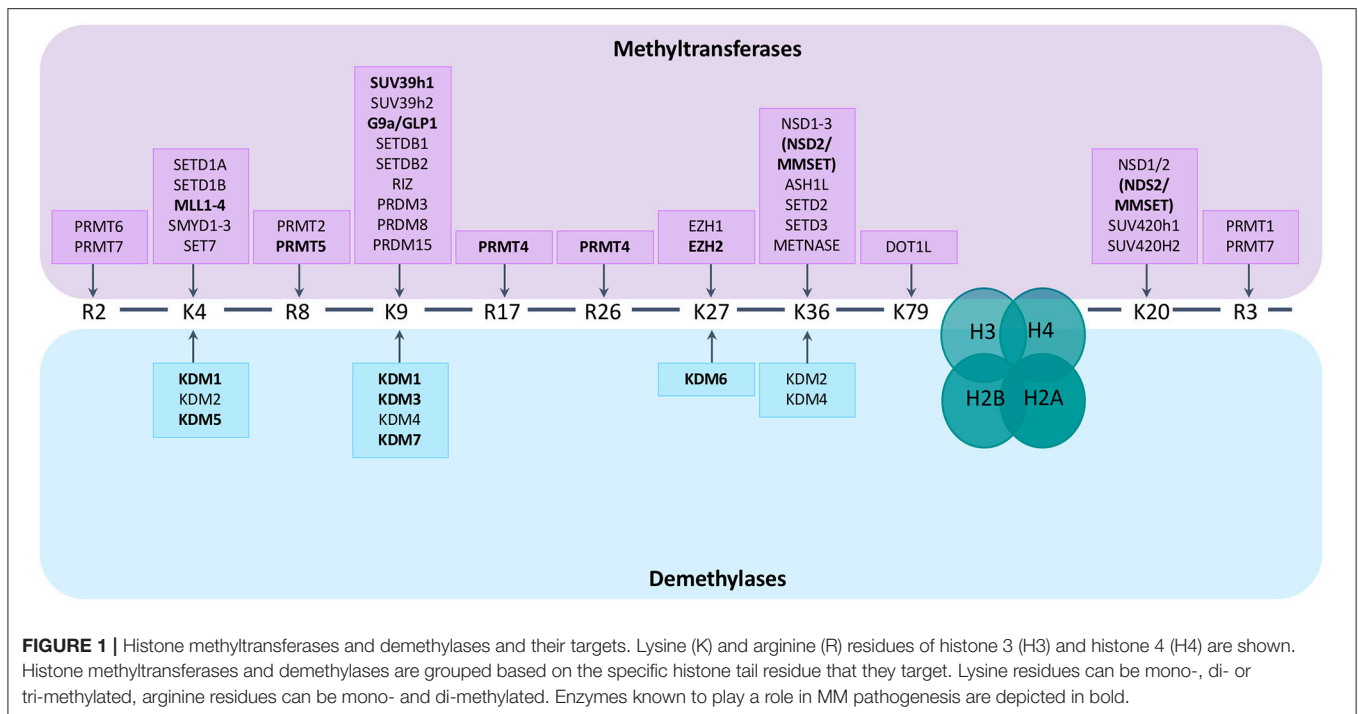 Methyltransferases
PRMT6
PRMT7
SETD1A
SETD1B
MLL1-4
SMYD1-3
SET7
PRMT2
PRMT5
SUV39h1
SUV39h2
G9a/GLP1
SETDB1
SETDB2
RIZ
PRDM3
PRDM8
PRDM15
PRMT4
PRMT4
EZH1
EZH2
NSD1-3
(NSD2/
MMSET)
ASH1L
SETD2
SETD3
METNASE
DOT1L
NSD1/2
(NDS2/
MMSET)
SUV420h1
SUV420H2
PRMT1
PRMT7
R2 K4 R8 K9 R17 R26 K27 K36 K79 K20 R3
H3 H4
H2B H2A
KDM1
KDM2
KDM5
KDM1
KDM3
KDM4
KDM7
KDM6
KDM2
KDM4
Demethylases
FIGURE 1 | Histone methyltransferases and demethylases and their targets. Lysine (K) and arginine (R) residues of histone 3 (H3) and histone 4 (H4) are shown.
Histone methyltransferases and demethylases are grouped based on the specific histone tail residue that they target. Lysine residues can be mono-, di- or
tri-methylated, arginine residues can be mono- and di-methylated. Enzymes known to play a role in MM pathogenesis are depicted in bold.